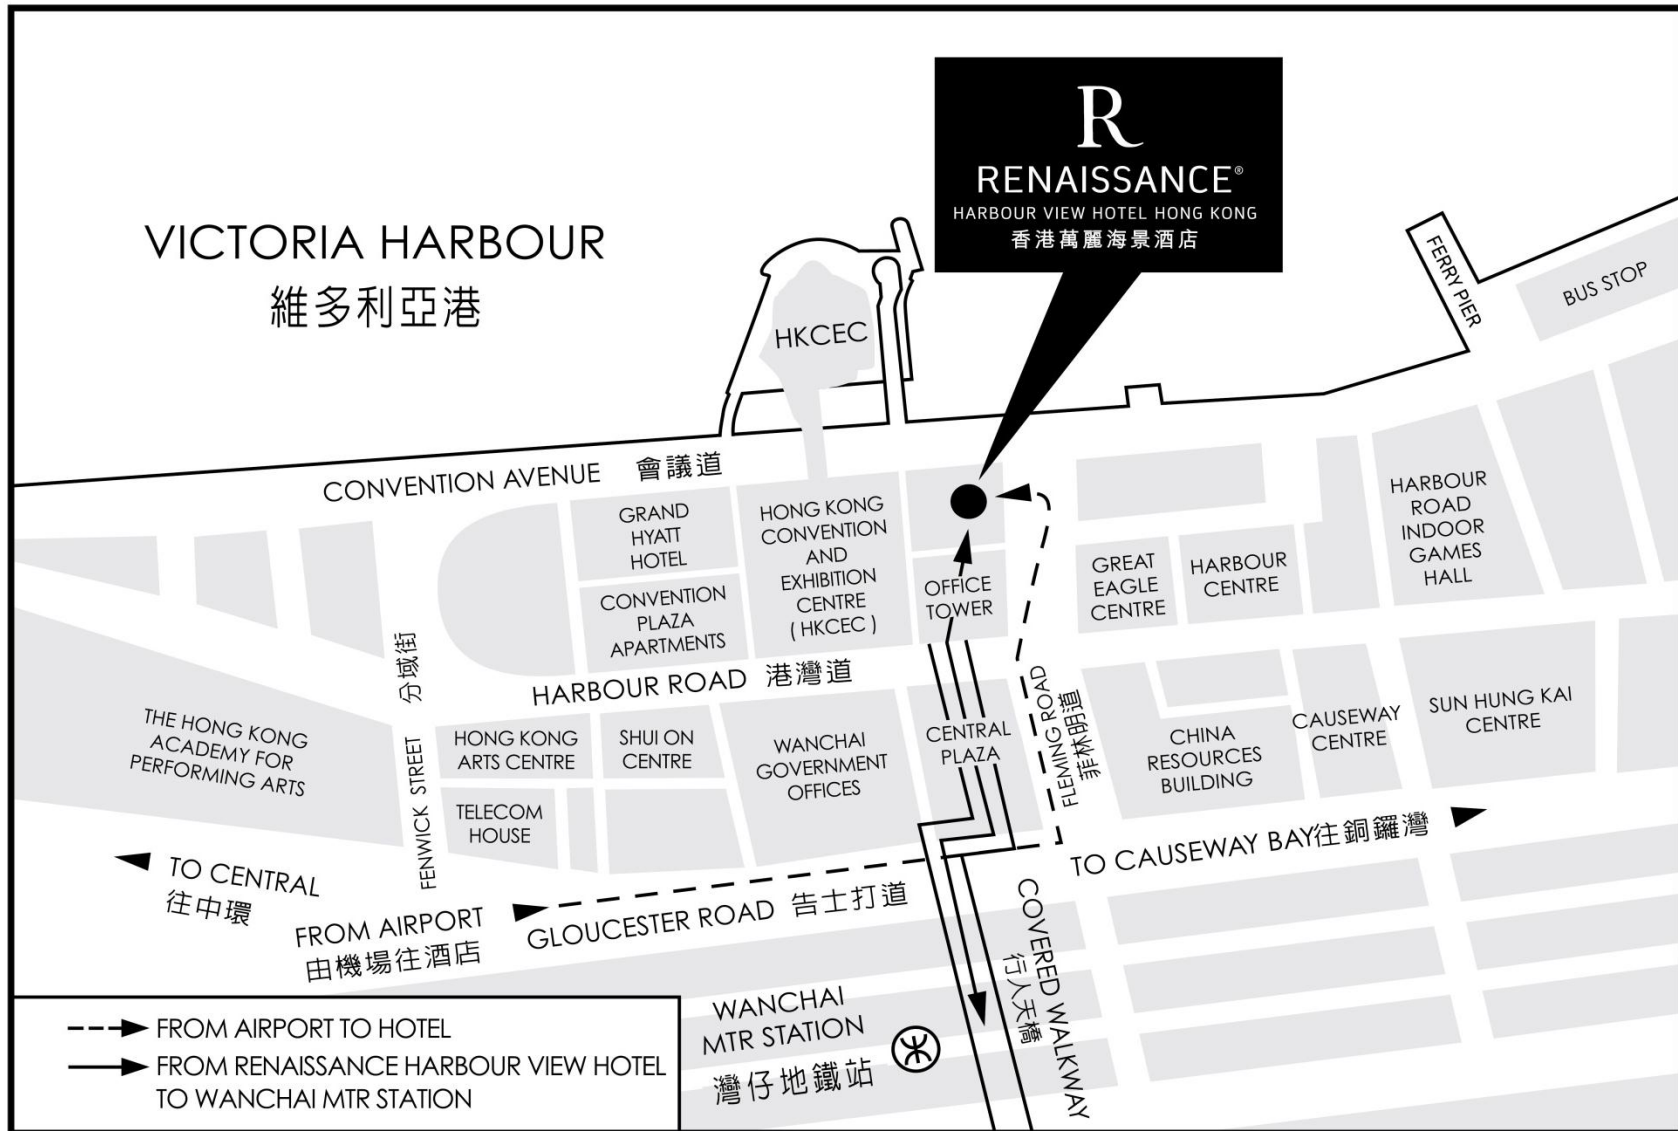 R
RENAISSANCE®
HARBOUR VIEW HOTEL HONG KONG
香港萬麗海景酒店
VICTORIA HARBOUR
維多利亞港
HKCEC
FERRY PIER
BUS STOP
CONVENTION AVENUE 會議道
GRAND
HYATT
HOTEL
CONVENTION
PLAZA
APARTMENTS
HONG KONG
CONVENTION
AND
EXHIBITION
CENTRE
( HKCEC )
OFFICE
TOWER
GREAT
EAGLE
CENTRE
HARBOUR
CENTRE
HARBOUR
ROAD
INDOOR
GAMES
HALL
HARBOUR ROAD 港灣道
FENWICK STREET 分域街
FLEMING ROAD
菲林明道
THE HONG KONG
ACADEMY FOR
PERFORMING ARTS
HONG KONG
ARTS CENTRE
SHUI ON
CENTRE
TELECOM
HOUSE
WANCHAI
GOVERNMENT
OFFICES
CENTRAL
PLAZA
CHINA
RESOURCES
BUILDING
CAUSEWAY
CENTRE
SUN HUNG KAI
CENTRE
TO CENTRAL
往中環
FROM AIRPORT
由機場往酒店
GLOUCESTER ROAD 告士打道
TO CAUSEWAY BAY往銅鑼灣
COVERED WALKWAY
行人天橋
WANCHAI
MTR STATION
灣仔地鐵站
FROM AIRPORT TO HOTEL
FROM RENAISSANCE HARBOUR VIEW HOTEL
TO WANCHAI MTR STATION